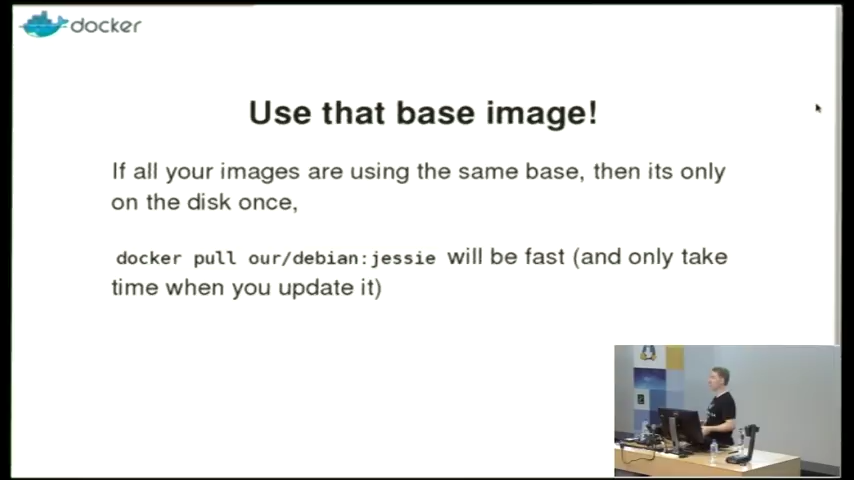 docker
Use that base image!
If all your images are using the same base, then its only
on the disk once,
docker pull our/debian:jessie will be fast (and only take
time when you update it)